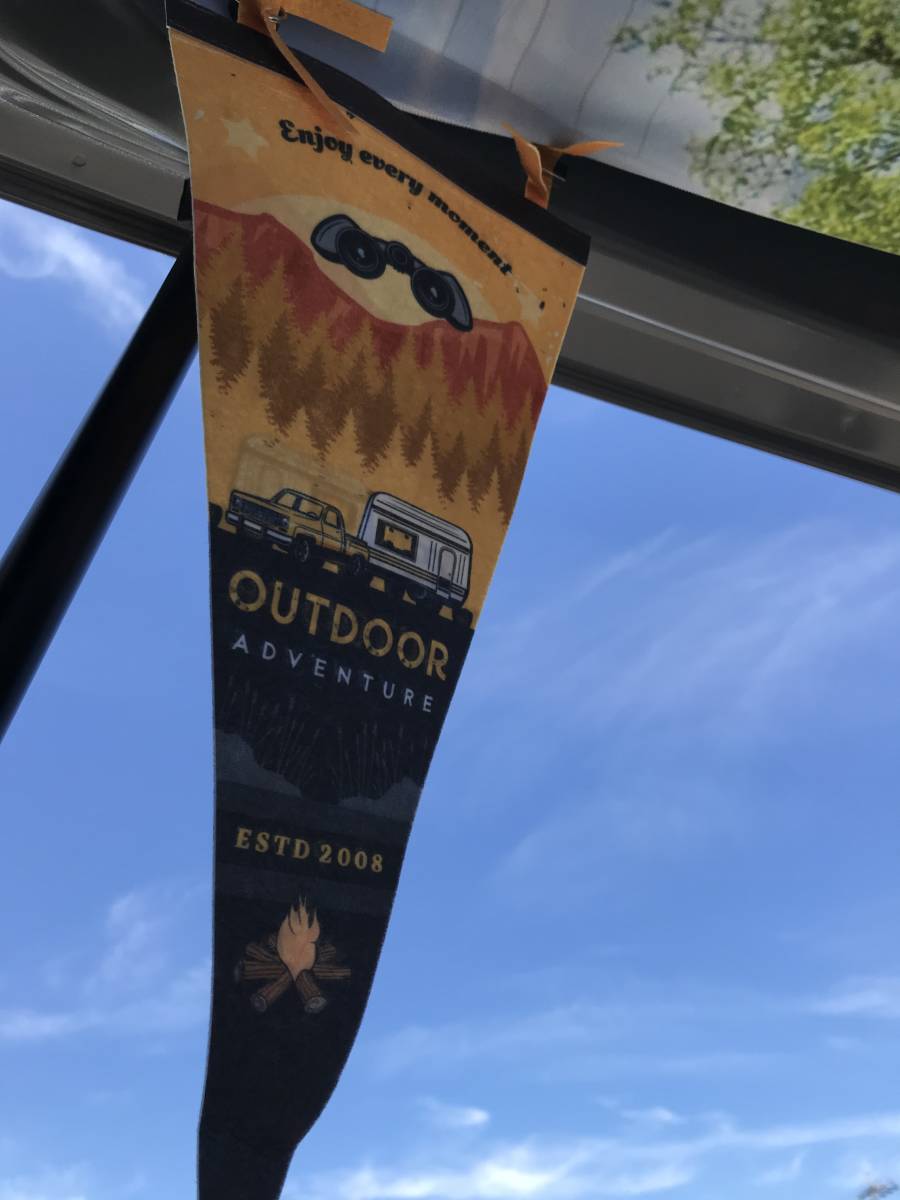 Enjoy every moment
OUTDOOR
ADVENTURE
ESTD 2008